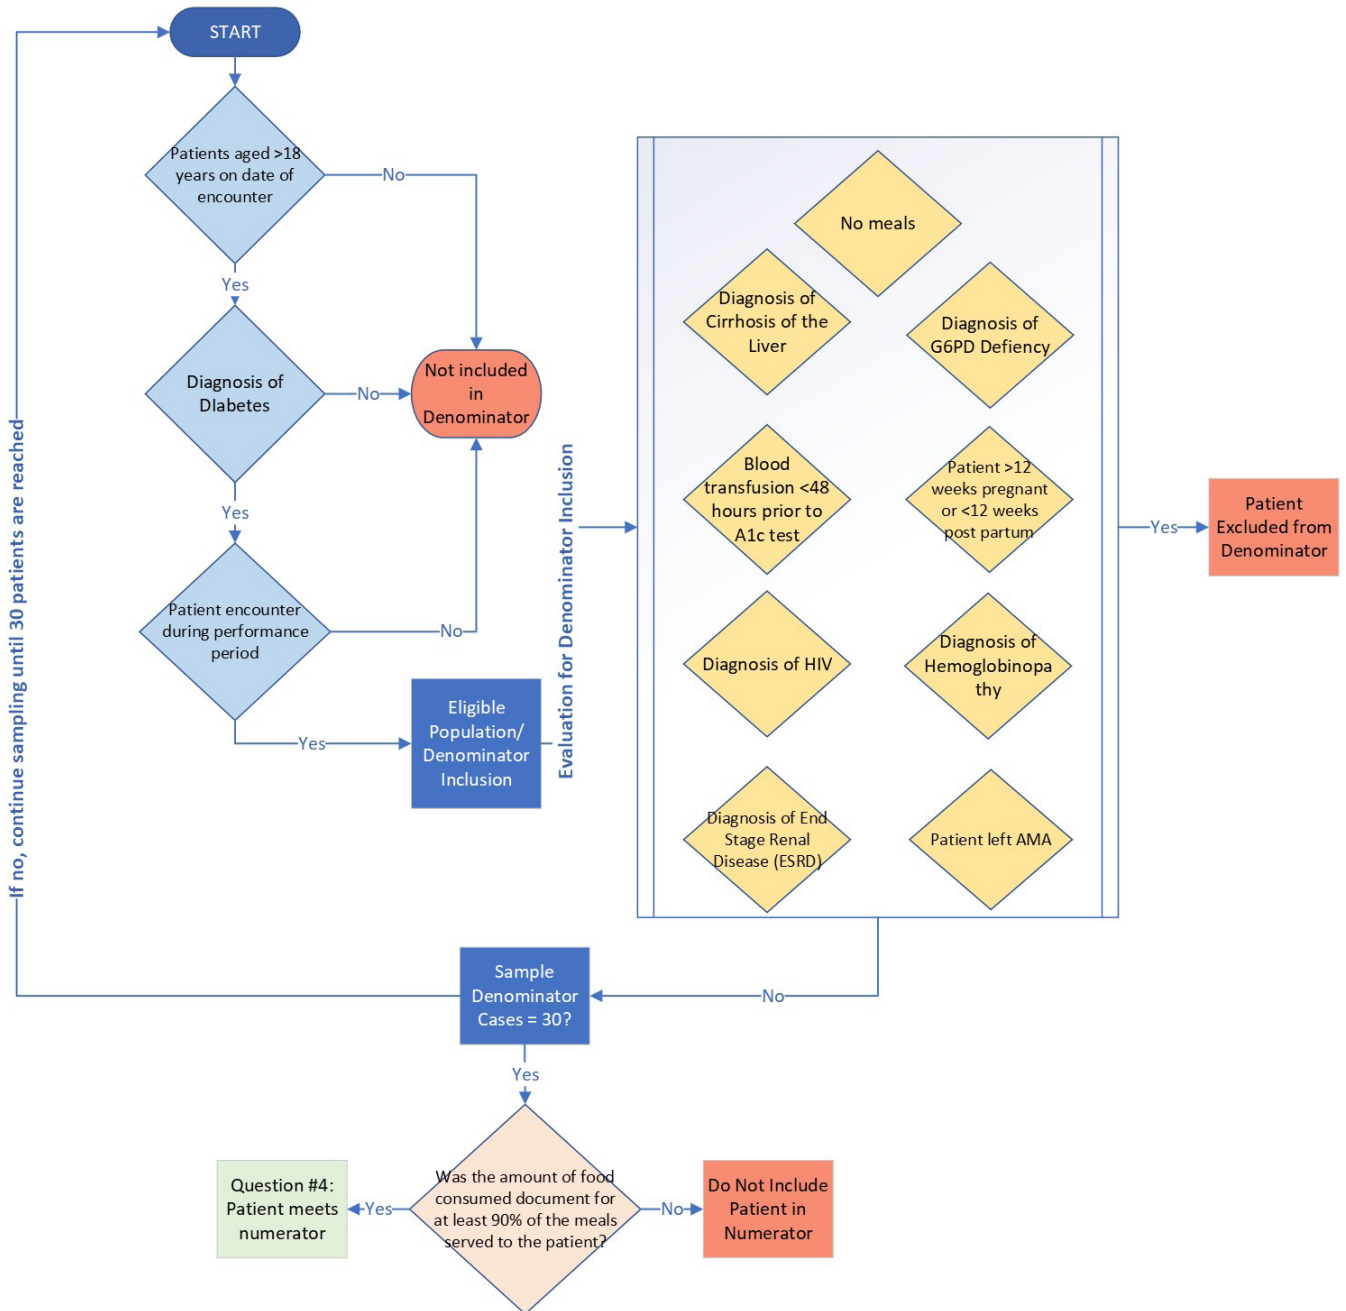 START
Patients aged >18
years on date of
encounter
No
Yes
Diagnosis of
DIabetes
No
Not included
in
Denominator
Yes
Patient encounter
during performance
period
No
Yes
Eligible
Population/
Denominator
Inclusion
Evaluation for Denominator Inclusion
No meals
Diagnosis of
Cirrhosis of the
Liver
Diagnosis of
G6PD Defiency
Blood
transfusion <48
hours prior to
A1c test
Patient >12
weeks pregnant
or <12 weeks
post partum
Diagnosis of HIV
Diagnosis of
Hemoglobinopa
thy
Diagnosis of End
Stage Renal
Disease (ESRD)
Patient left AMA
Yes
Patient
Excluded from
Denominator
No
Sample
Denominator
Cases = 30?
If no, continue sampling until 30 patients are reached
Yes
Was the amount of food
consumed document for
at least 90% of the meals
served to the patient?
Yes
Question #4:
Patient meets
numerator
No
Do Not Include
Patient in
Numerator